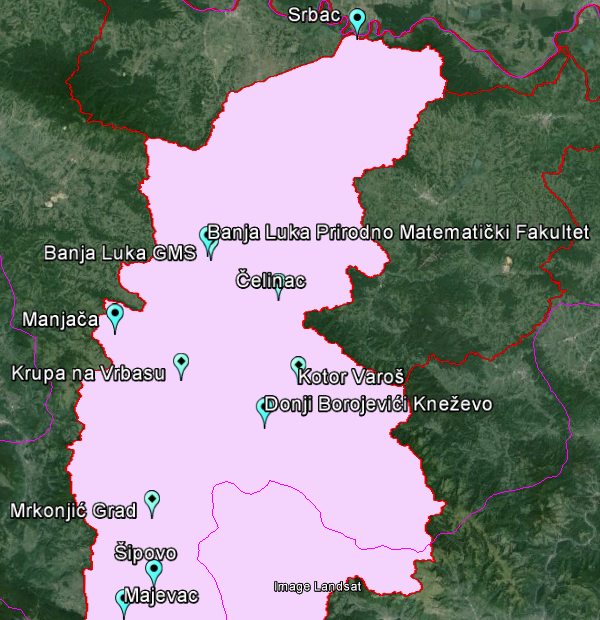 Srbac
Banja Luka Prirodno Matematički Fakultet
Banja Luka GMS
Čelinac
Manjača
Krupa na Vrbasu
Kotor Varoš
Donji Borojevići Kneževo
Mrkonjić Grad
Šipovo
Image Landsat
Majevac